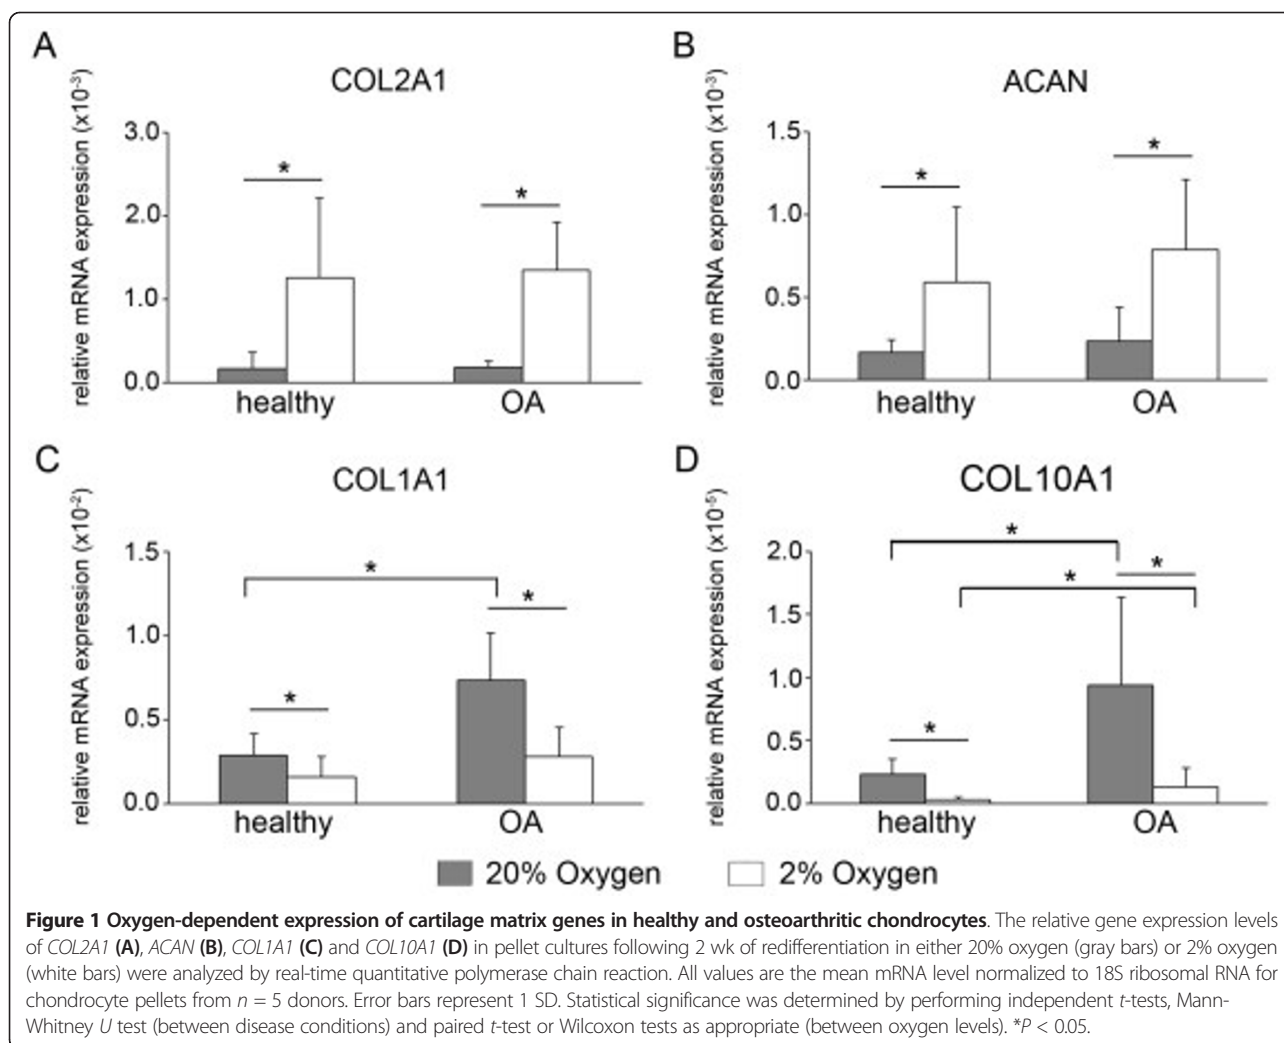 A
COL2A1
relative mRNA expression (x10⁻³)
3.0
2.0
1.0
0.0
*
*
healthy
OA
B
ACAN
relative mRNA expression (x10⁻³)
1.5
1.0
0.5
0.0
*
*
healthy
OA
C
COL1A1
relative mRNA expression (x10⁻²)
1.5
1.0
0.5
0.0
*
*
*
healthy
OA
D
COL10A1
relative mRNA expression (x10⁻⁵)
2.0
1.5
1.0
0.5
0.0
*
*
*
*
healthy
OA
20% Oxygen
2% Oxygen
Figure 1 Oxygen-dependent expression of cartilage matrix genes in healthy and osteoarthritic chondrocytes. The relative gene expression levels
of COL2A1 (A), ACAN (B), COL1A1 (C) and COL10A1 (D) in pellet cultures following 2 wk of redifferentiation in either 20% oxygen (gray bars) or 2% oxygen
(white bars) were analyzed by real-time quantitative polymerase chain reaction. All values are the mean mRNA level normalized to 18S ribosomal RNA for
chondrocyte pellets from n = 5 donors. Error bars represent 1 SD. Statistical significance was determined by performing independent t-tests, Mann-
Whitney U test (between disease conditions) and paired t-test or Wilcoxon tests as appropriate (between oxygen levels). *P < 0.05.